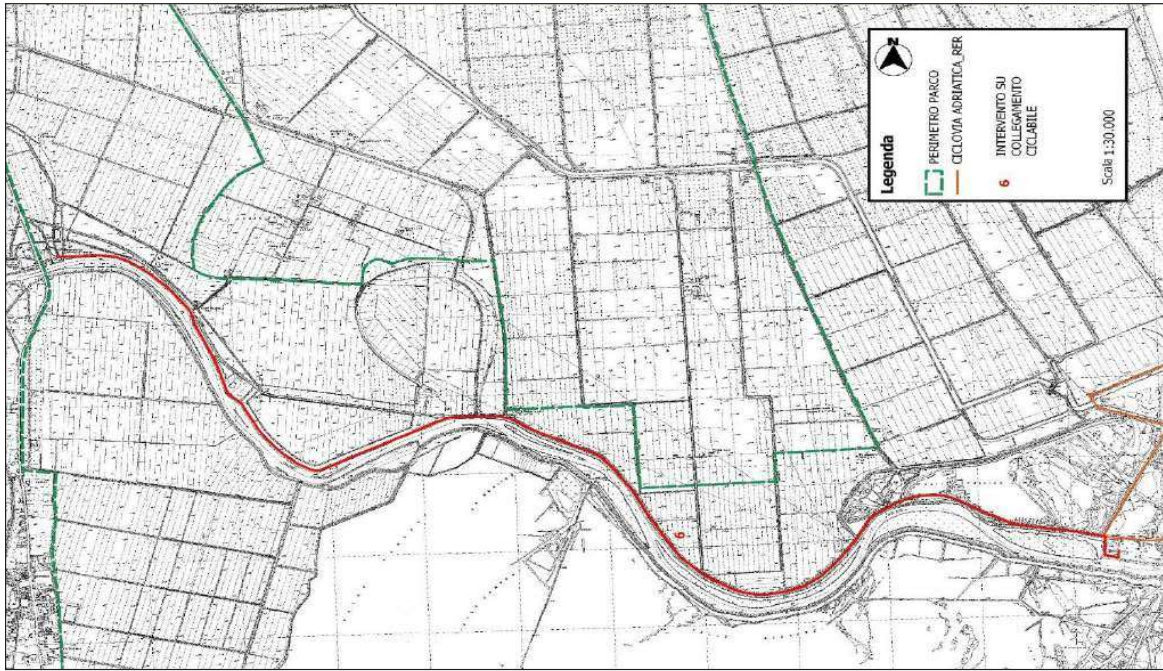 Legenda
N
PERIMETRO PARCO
CICLOVIA ADRIATICA_RER
6
INTERVENTO SU
COLLEGAMENTO
CICLABILE
Scala 1:30.000
6